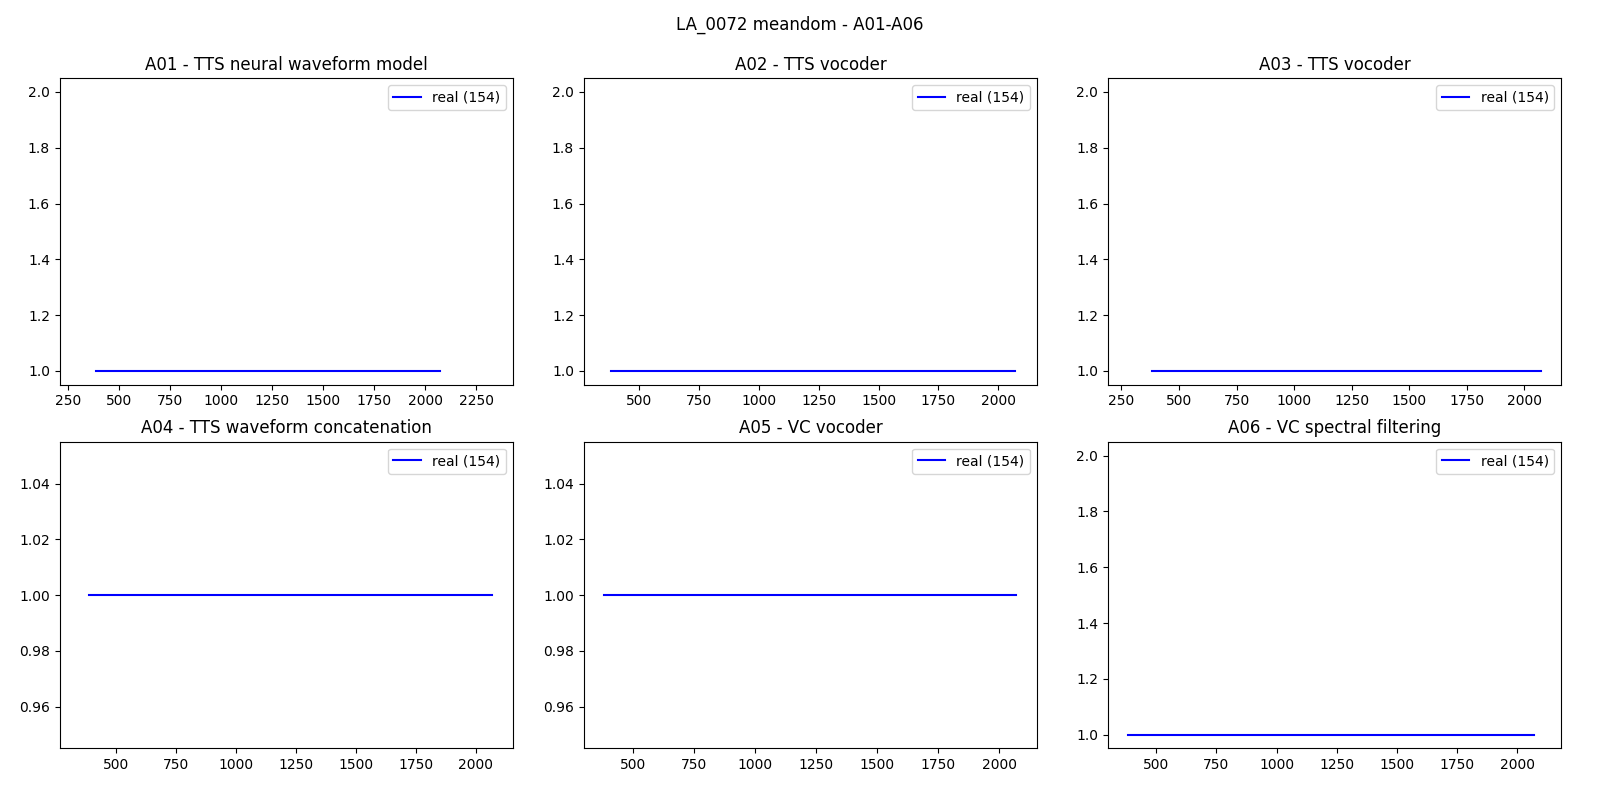 LA_0072 meandom - A01-A06
A01 - TTS neural waveform model
real (154)
2.0
1.8
1.6
1.4
1.2
1.0
250 500 750 1000 1250 1500 1750 2000 2250
A02 - TTS vocoder
real (154)
2.0
1.8
1.6
1.4
1.2
1.0
500 750 1000 1250 1500 1750 2000
A03 - TTS vocoder
real (154)
2.0
1.8
1.6
1.4
1.2
1.0
250 500 750 1000 1250 1500 1750 2000
A04 - TTS waveform concatenation
real (154)
1.04
1.02
1.00
0.98
0.96
500 750 1000 1250 1500 1750 2000
A05 - VC vocoder
real (154)
1.04
1.02
1.00
0.98
0.96
500 750 1000 1250 1500 1750 2000
A06 - VC spectral filtering
real (154)
2.0
1.8
1.6
1.4
1.2
1.0
500 750 1000 1250 1500 1750 2000